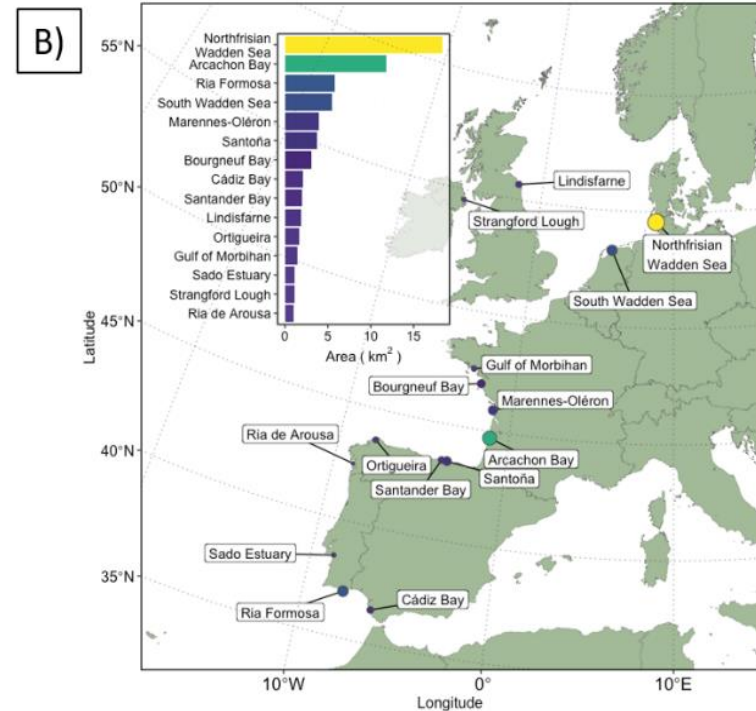 B)
Northfrisian
Wadden Sea
Arcachon Bay
Ria Formosa
South Wadden Sea
Marennes-Oléron
Santoña
Bourgneuf Bay
Cádiz Bay
Santander Bay
Lindisfarne
Ortigueira
Gulf of Morbihan
Sado Estuary
Strangford Lough
Ria de Arousa
0 5 10 15
Area ( km²)
55°N
50°N
45°N
40°N
35°N
Latitude
Lindisfarne
Strangford Lough
Northfrisian
Wadden Sea
South Wadden Sea
Gulf of Morbihan
Bourgneuf Bay
Marennes-Oléron
Ria de Arousa
Ortigueira
Arcachon Bay
Santander Bay
Santoña
Sado Estuary
Ria Formosa
Cádiz Bay
10°W 0°E 10°E
Longitude